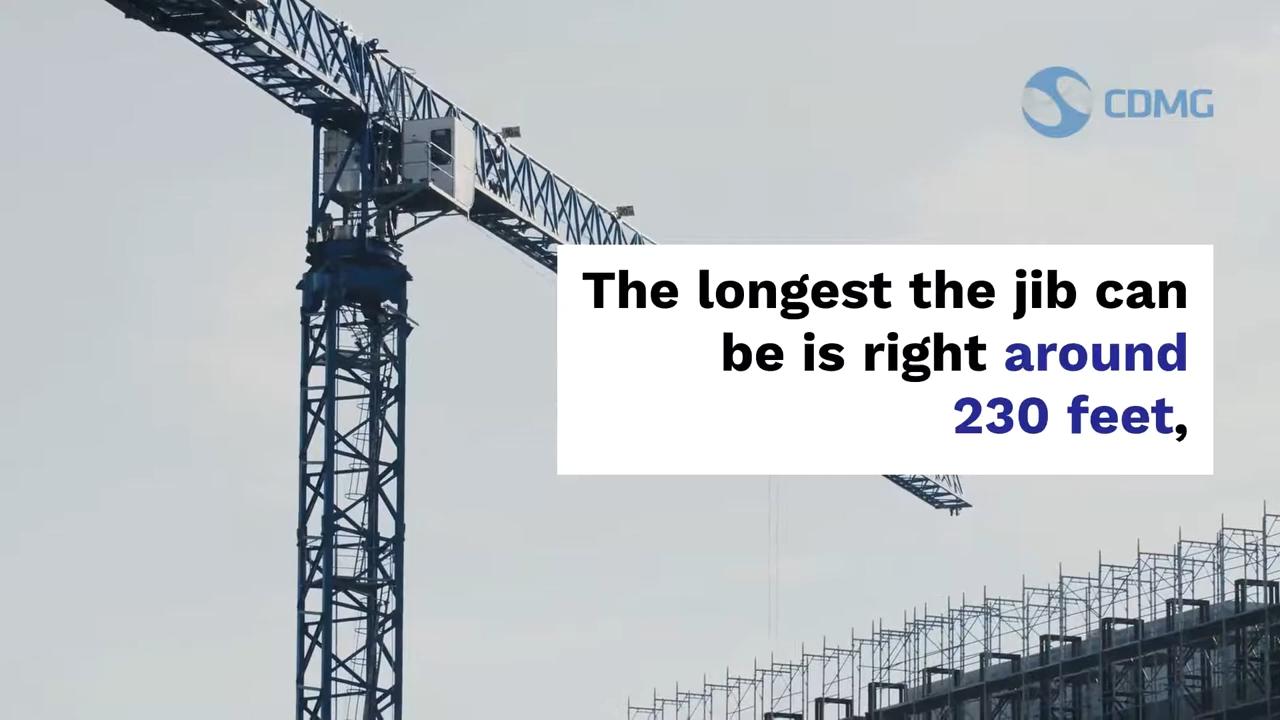 CDMG
The longest the jib can
be is right around
230 feet,